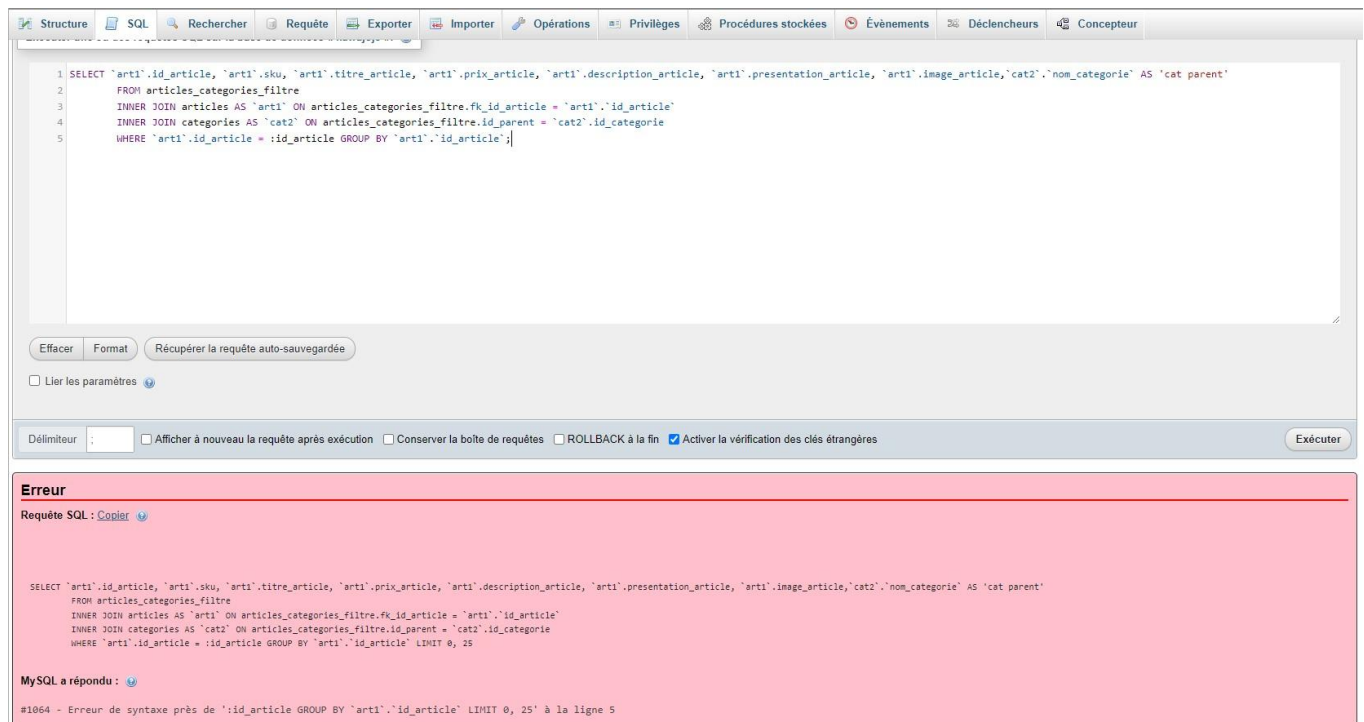 Structure SQL Rechercher Requête Exporter Importer Opérations Privilèges Procédures stockées Évènements Déclencheurs Concepteur
1 SELECT `art1`.id_article, `art1`.sku, `art1`.titre_article, `art1`.prix_article, `art1`.description_article, `art1`.presentation_article, `art1`.image_article,`cat2`.`nom_categorie` AS 'cat parent'
2 FROM articles_categories_filtre
3 INNER JOIN articles AS `art1` ON articles_categories_filtre.fk_id_article = `art1`.`id_article`
4 INNER JOIN categories AS `cat2` ON articles_categories_filtre.id_parent = `cat2`.id_categorie
5 WHERE `art1`.id_article = :id_article GROUP BY `art1`.`id_article`;
Effacer Format Récupérer la requête auto-sauvegardée
Lier les paramètres
Délimiteur ; Afficher à nouveau la requête après exécution Conserver la boîte de requêtes ROLLBACK à la fin Activer la vérification des clés étrangères Exécuter
Erreur
Requête SQL : Copier
SELECT `art1`.id_article, `art1`.sku, `art1`.titre_article, `art1`.prix_article, `art1`.description_article, `art1`.presentation_article, `art1`.image_article,`cat2`.`nom_categorie` AS 'cat parent'
FROM articles_categories_filtre
INNER JOIN articles AS `art1` ON articles_categories_filtre.fk_id_article = `art1`.`id_article`
INNER JOIN categories AS `cat2` ON articles_categories_filtre.id_parent = `cat2`.id_categorie
WHERE `art1`.id_article = :id_article GROUP BY `art1`.`id_article` LIMIT 0, 25
MySQL a répondu :
#1064 - Erreur de syntaxe près de ':id_article GROUP BY `art1`.`id_article` LIMIT 0, 25' à la ligne 5